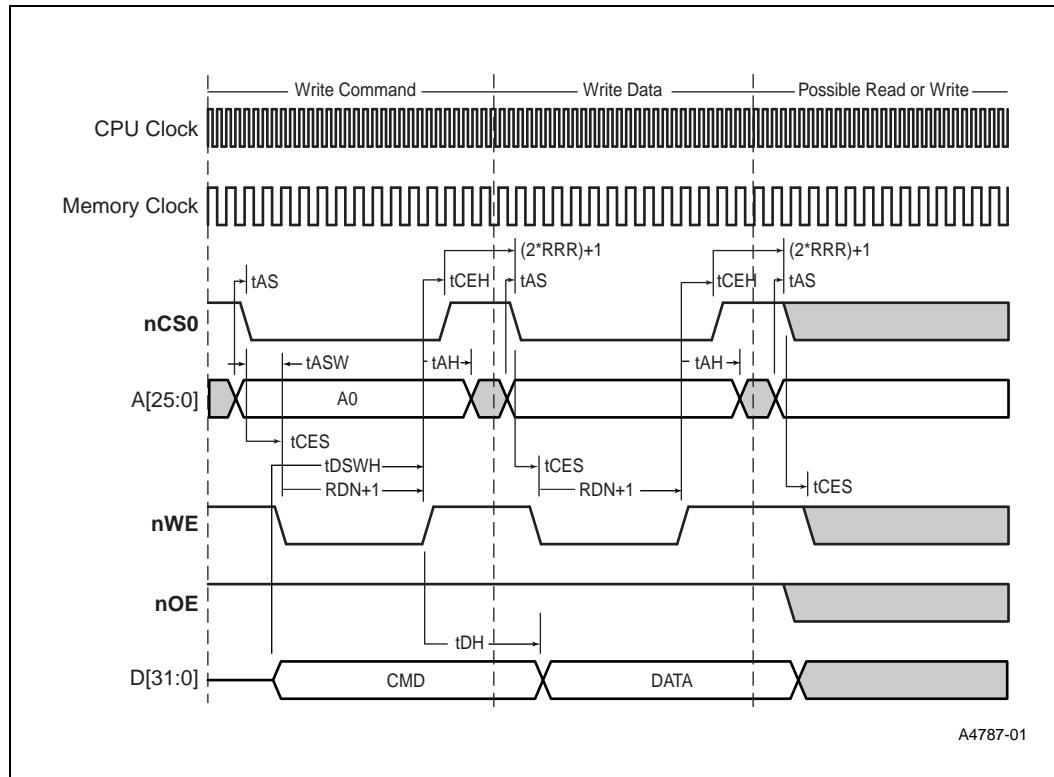 Write Command Write Data Possible Read or Write
CPU Clock
Memory Clock
(2*RRR)+1 (2*RRR)+1
tAS tCEH tAS tCEH tAS
nCS0
tASW tAH tAH
A[25:0] A0
tCES
tDSWH tCES
RDN+1 RDN+1 tCES
nWE
nOE
tDH
D[31:0] CMD DATA
A4787-01